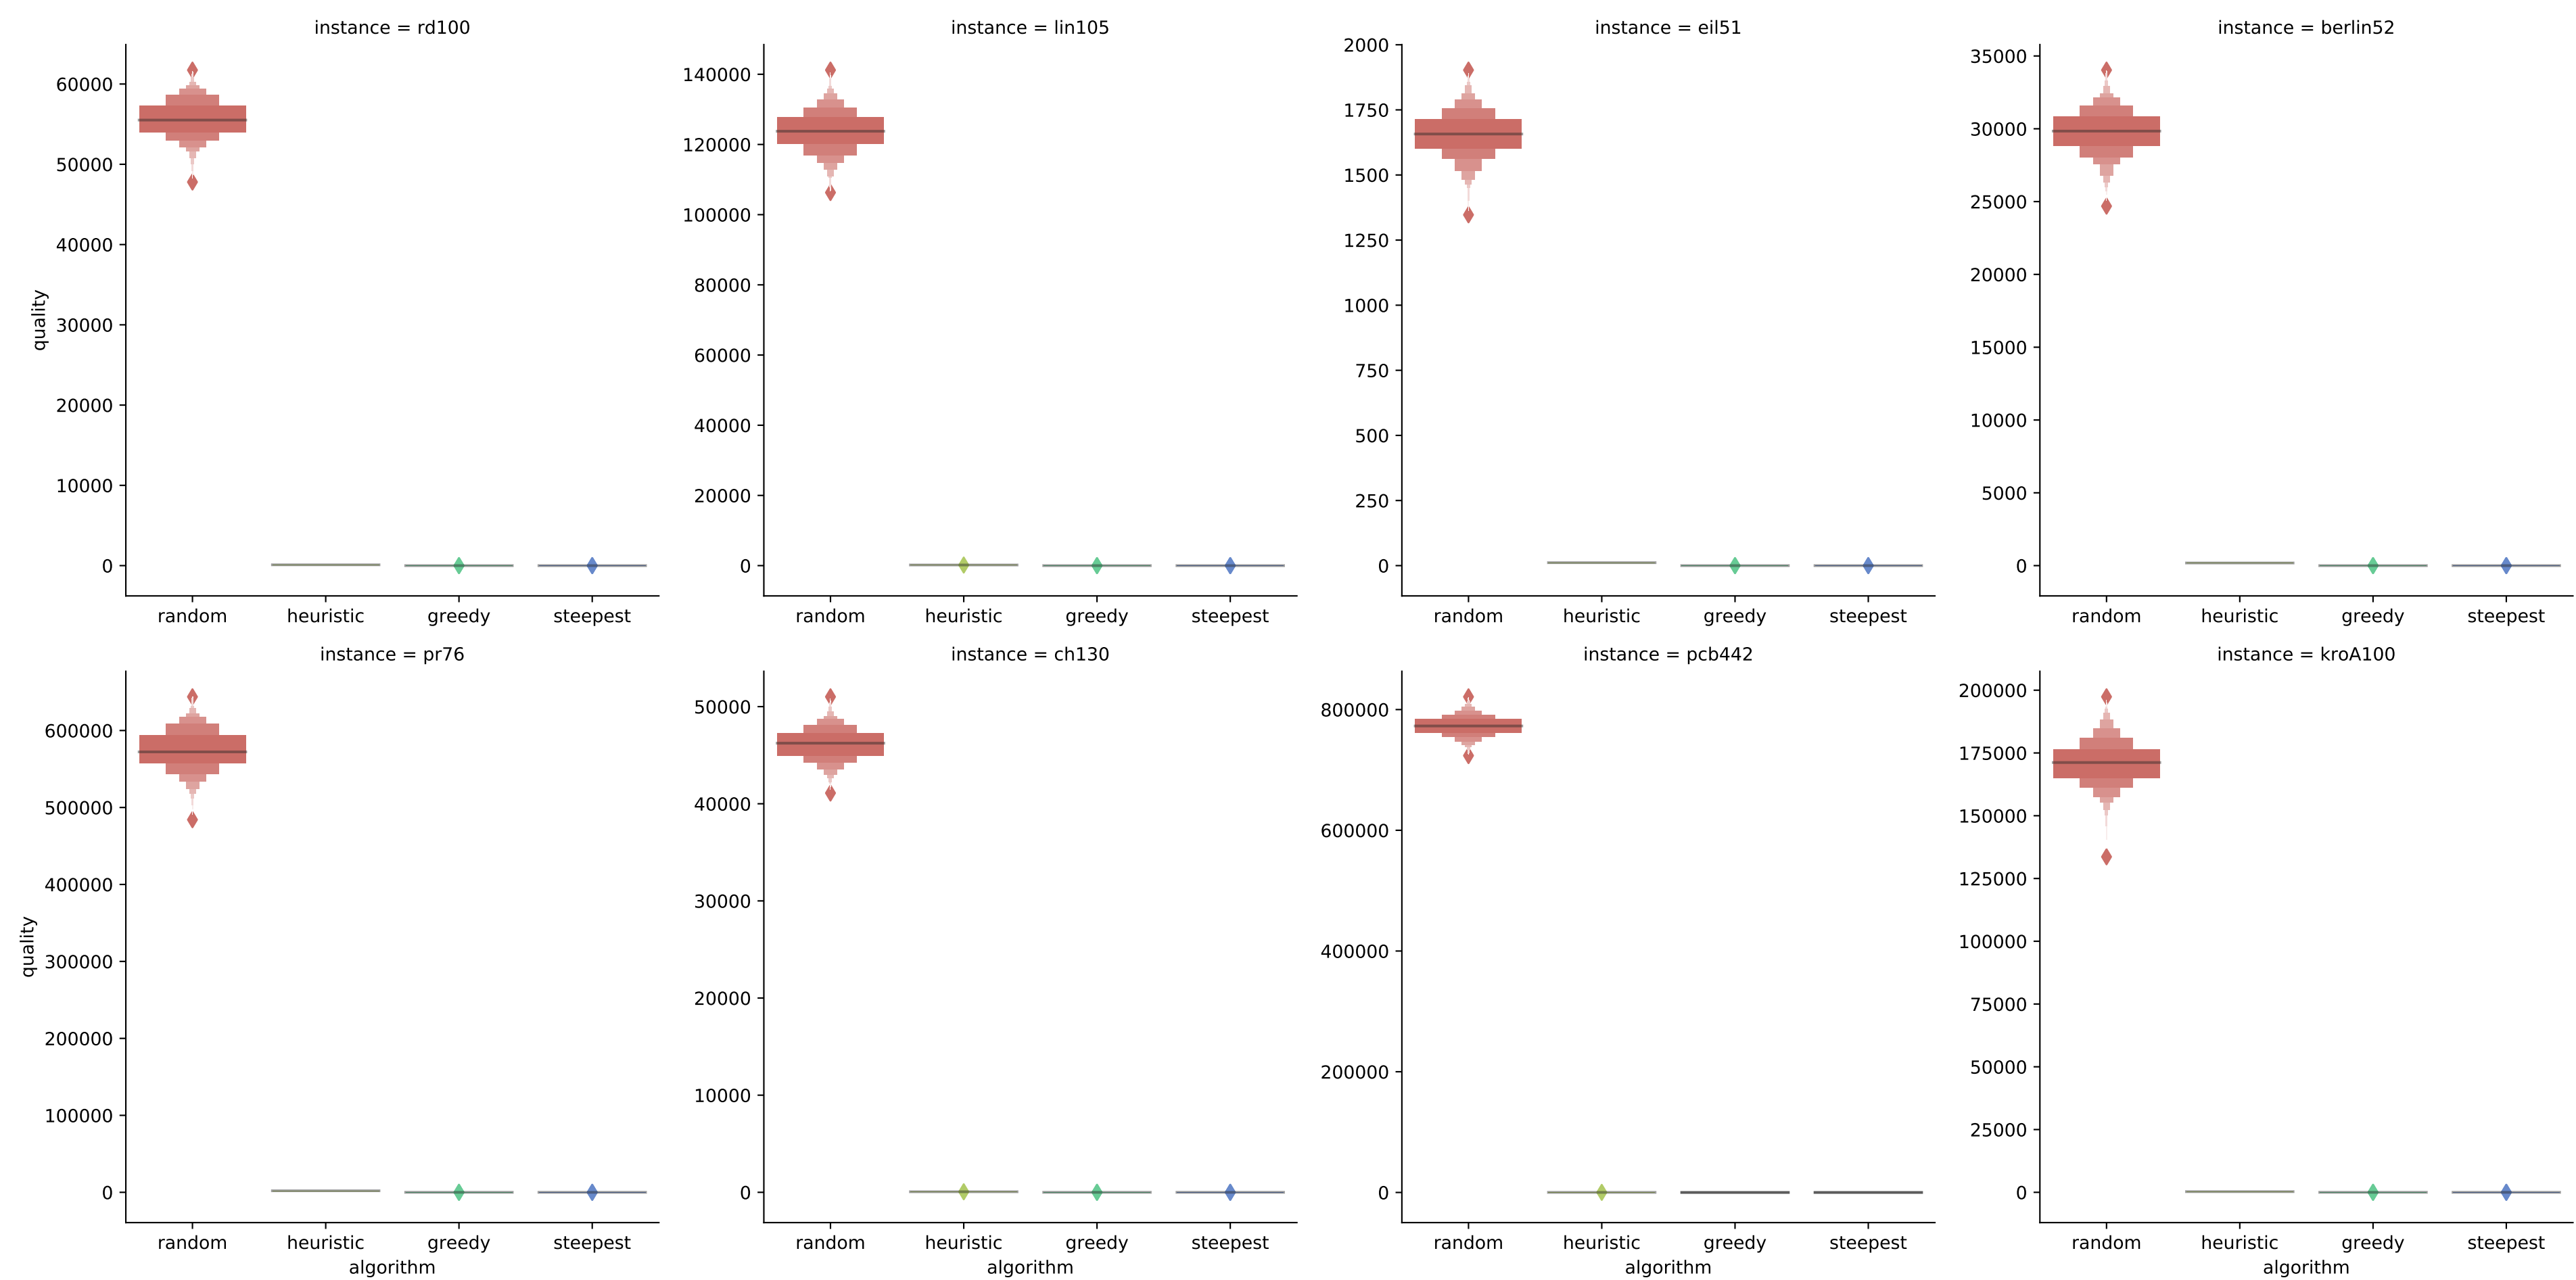 instance = rd100
quality
60000
50000
40000
30000
20000
10000
0
random heuristic greedy steepest
instance = lin105
140000
120000
100000
80000
60000
40000
20000
0
random heuristic greedy steepest
instance = eil51
2000
1750
1500
1250
1000
750
500
250
0
random heuristic greedy steepest
instance = berlin52
35000
30000
25000
20000
15000
10000
5000
0
random heuristic greedy steepest
instance = pr76
quality
600000
500000
400000
300000
200000
100000
0
random heuristic greedy steepest
algorithm
instance = ch130
50000
40000
30000
20000
10000
0
random heuristic greedy steepest
algorithm
instance = pcb442
800000
600000
400000
200000
0
random heuristic greedy steepest
algorithm
instance = kroA100
200000
175000
150000
125000
100000
75000
50000
25000
0
random heuristic greedy steepest
algorithm